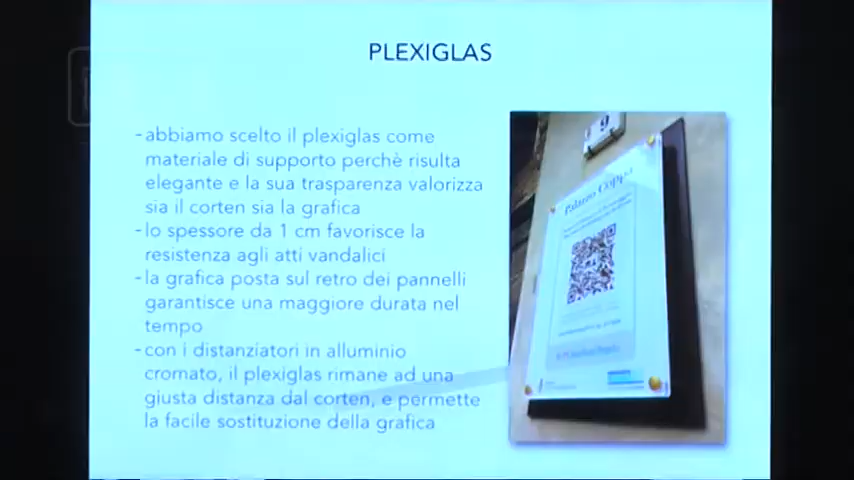 PLEXIGLAS
-abbiamo scelto il plexiglas come
materiale di supporto perchè risulta
elegante e la sua trasparenza valorizza
sia il corten sia la grafica
-lo spessore da 1 cm favorisce la
resistenza agli atti vandalici
-la grafica posta sul retro dei pannelli
garantisce una maggiore durata nel
tempo
-con i distanziatori in alluminio
cromato, il plexiglas rimane ad una
giusta distanza dal corten, e permette
la facile sostituzione della grafica
9
Palazzo